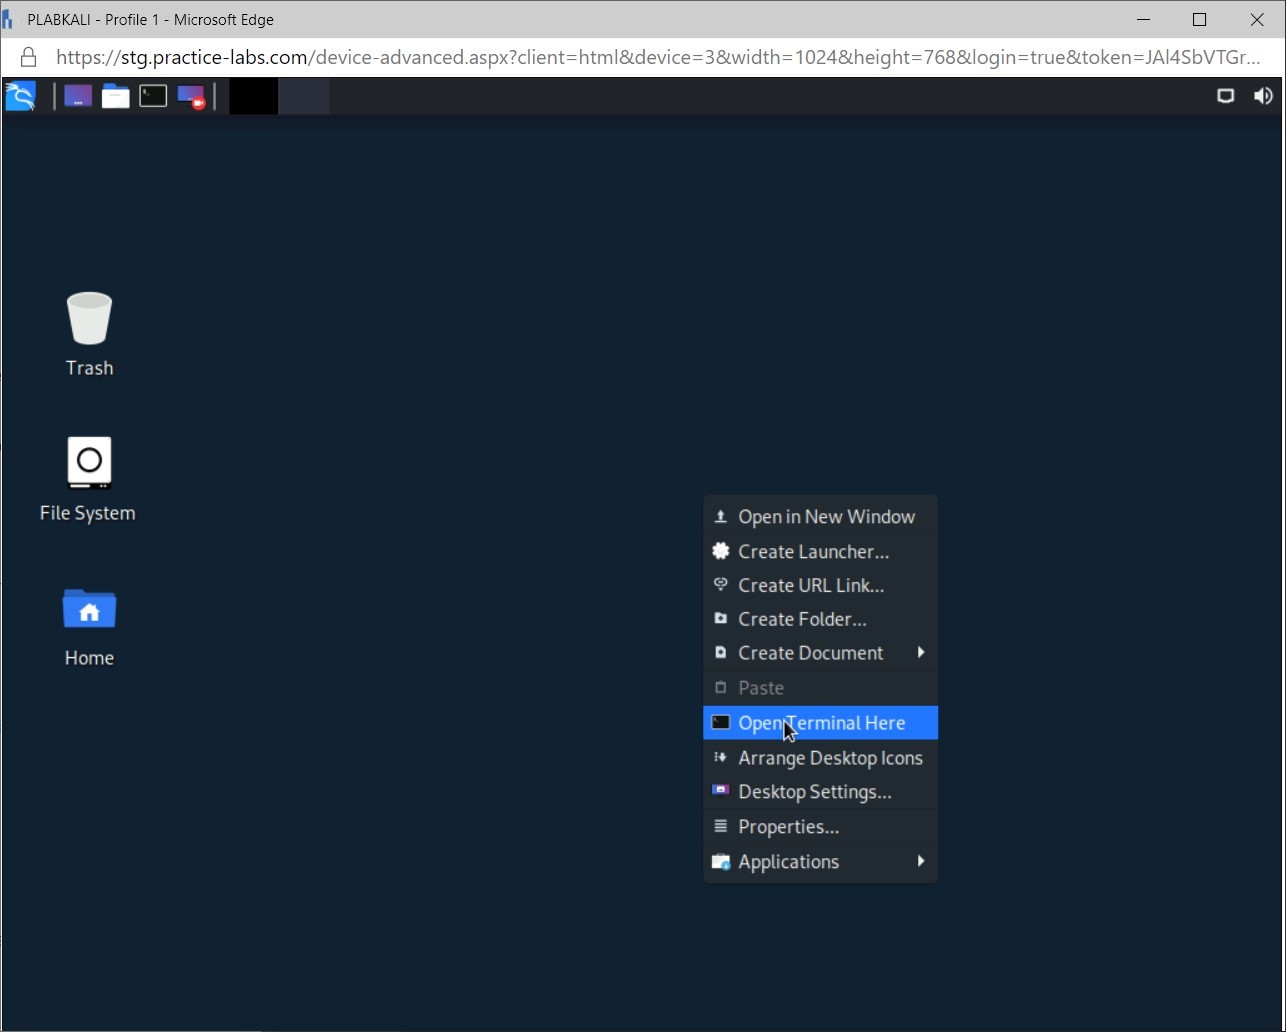 PLABKALI - Profile 1 - Microsoft Edge
https://stg.practice-labs.com/device-advanced.aspx?client=html&device=3&width=1024&height=768&login=true&token=JAl4SbVTGr...
Trash
File System
Home
Open in New Window
Create Launcher...
Create URL Link...
Create Folder...
Create Document
Paste
Open Terminal Here
Arrange Desktop Icons
Desktop Settings...
Properties...
Applications